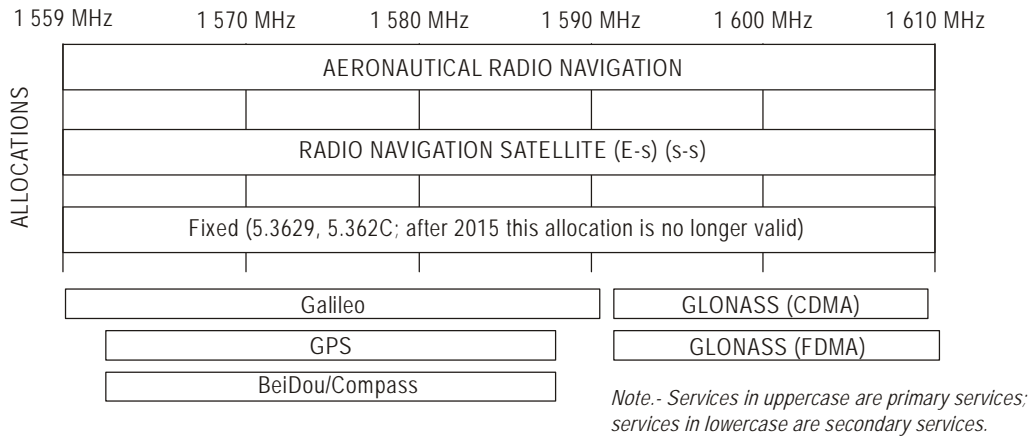 1 559 MHz 1 570 MHz 1 580 MHz 1 590 MHz 1 600 MHz 1 610 MHz
ALLOCATIONS
AERONAUTICAL RADIO NAVIGATION
RADIO NAVIGATION SATELLITE (E-s) (s-s)
Fixed (5.3629, 5.362C; after 2015 this allocation is no longer valid)
Galileo GLONASS (CDMA)
GPS GLONASS (FDMA)
BeiDou/Compass
Note.- Services in uppercase are primary services;
services in lowercase are secondary services.